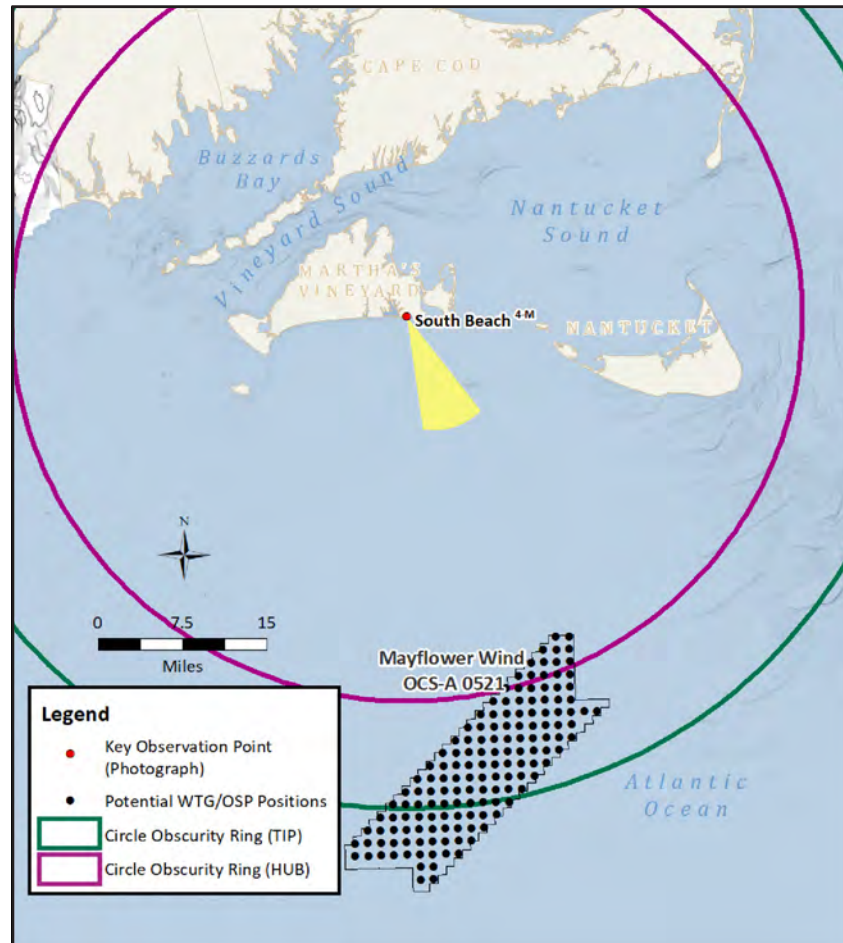 CAPE COD
Buzzards
Bay
Vineyard Sound
Nantucket
Sound
MARTHA'S
VINEYARD
South Beach 4-M
NANTUCKET
N
0 7.5 15
Miles
Mayflower Wind
OCS-A 0521
Atlantic
Ocean
Legend
Key Observation Point
(Photograph)
Potential WTG/OSP Positions
Circle Obscurity Ring (TIP)
Circle Obscurity Ring (HUB)